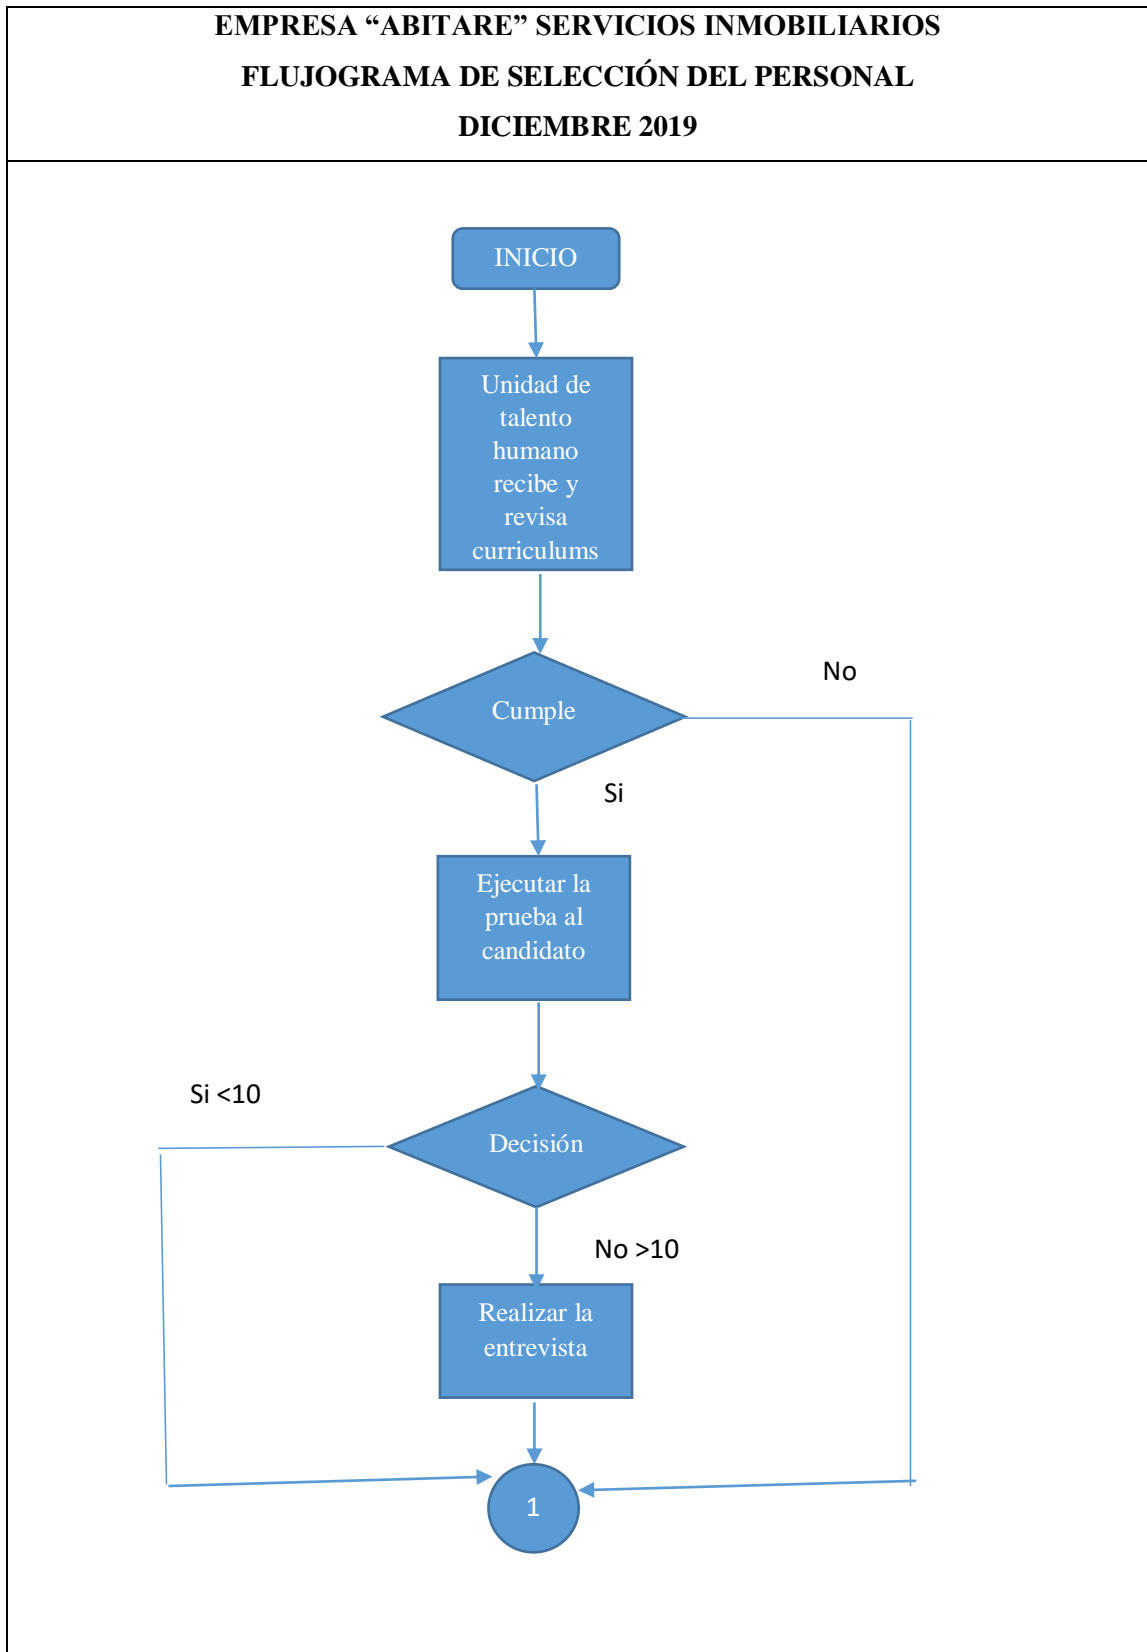 EMPRESA “ABITARE” SERVICIOS INMOBILIARIOS
FLUJOGRAMA DE SELECCIÓN DEL PERSONAL
DICIEMBRE 2019
INICIO
Unidad de
talento
humano
recibe y
revisa
curriculums
No
Cumple
Si
Ejecutar la
prueba al
candidato
Si <10
Decisión
No >10
Realizar la
entrevista
1